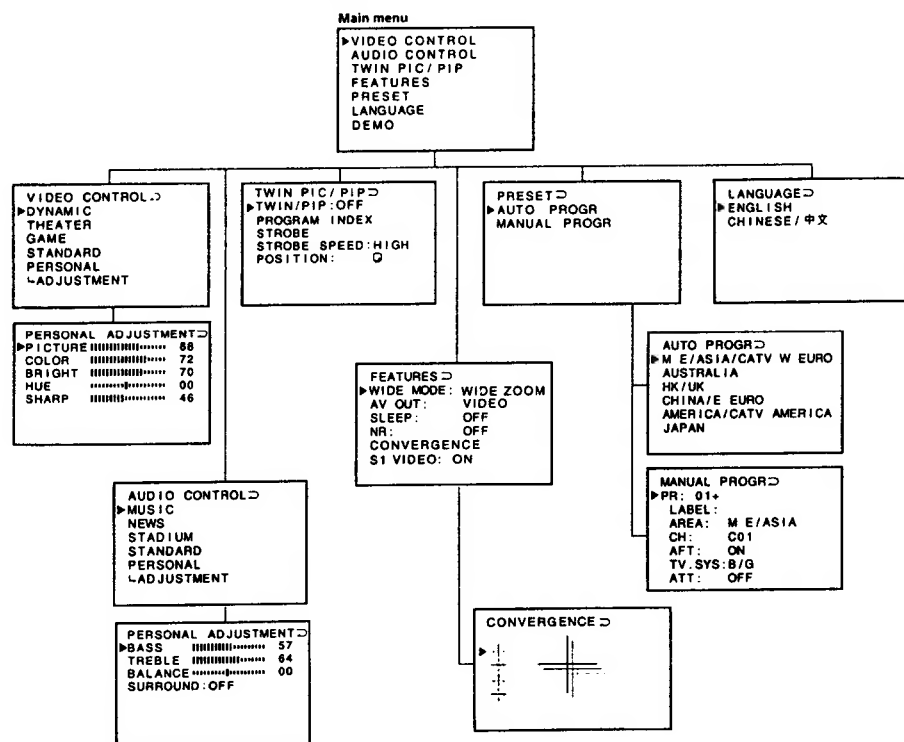 Main menu
▶VIDEO CONTROL
AUDIO CONTROL
TWIN PIC/PIP
FEATURES
PRESET
LANGUAGE
DEMO
VIDEO CONTROL
▶DYNAMIC
THEATER
GAME
STANDARD
PERSONAL
ADJUSTMENT
TWIN PIC/PIP
▶TWIN/PIP:OFF
PROGRAM INDEX
STROBE
STROBE SPEED:HIGH
POSITION:
PRESET
▶AUTO PROGR
MANUAL PROGR
LANGUAGE
▶ENGLISH
CHINESE/中文
PERSONAL ADJUSTMENT
▶PICTURE 68
COLOR 72
BRIGHT 70
HUE 00
SHARP 46
FEATURES
▶WIDE MODE: WIDE ZOOM
AV OUT: VIDEO
SLEEP: OFF
NR: OFF
CONVERGENCE
S1 VIDEO: ON
AUTO PROGR
▶M E/ASIA/CATV W EURO
AUSTRALIA
HK/UK
CHINA/E EURO
AMERICA/CATV AMERICA
JAPAN
AUDIO CONTROL
▶MUSIC
NEWS
STADIUM
STANDARD
PERSONAL
ADJUSTMENT
MANUAL PROGR
▶PR: 01+
LABEL:
AREA: M E/ASIA
CH: C01
AFT: ON
TV.SYS:B/G
ATT: OFF
PERSONAL ADJUSTMENT
▶BASS 57
TREBLE 64
BALANCE 00
SURROUND:OFF
CONVERGENCE